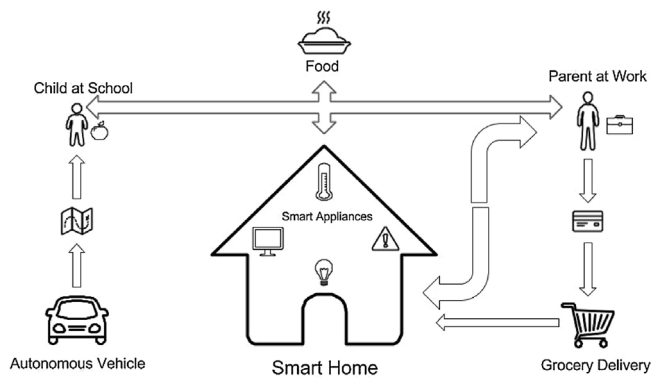 Food
Child at School
Parent at Work
Smart Appliances
Autonomous Vehicle
Smart Home
Grocery Delivery